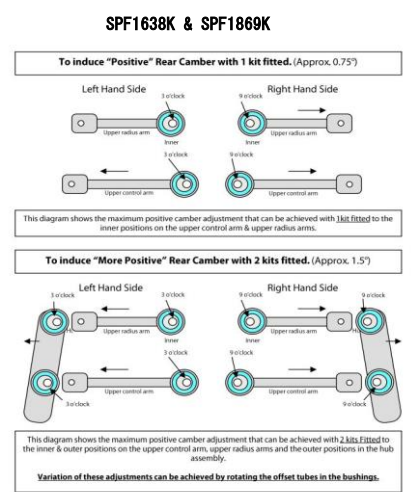 SPF1638K & SPF1869K
To induce "Positive" Rear Camber with 1 kit fitted. (Approx. 0.75°)
Left Hand Side
Right Hand Side
3 o'clock
9 o'clock
Upper radius arm
Upper radius arm
Inner
Inner
3 o'clock
9 o'clock
Upper control arm
Upper control arm
This diagram shows the maximum positive camber adjustment that can be achieved with 1kit fitted to the
inner positions on the upper control arm & upper radius arms.
To induce "More Positive" Rear Camber with 2 kits fitted. (Approx. 1.5°)
Left Hand Side
Right Hand Side
3 o'clock
3 o'clock
9 o'clock
9 o'clock
Upper radius arm
Upper radius arm
Inner
Inner
3 o'clock
9 o'clock
Upper control arm
Upper control arm
3 o'clock
9 o'clock
This diagram shows the maximum positive camber adjustment that can be achieved with 2 kits Fitted to
the inner & outer positions on the upper control arm, upper radius arms and the outer positions in the hub
assembly.
Variation of these adjustments can be achieved by rotating the offset tubes in the bushings.